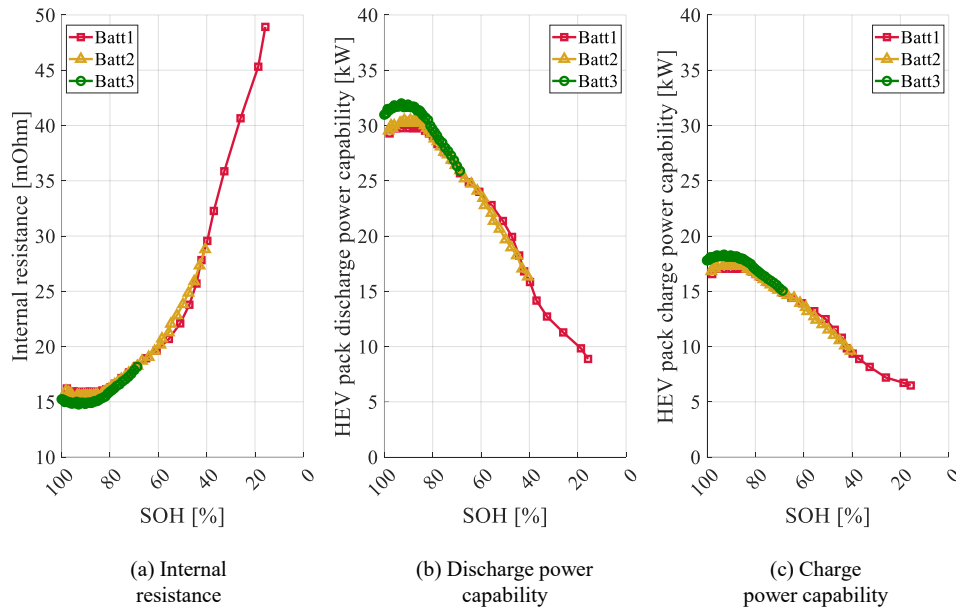 Internal resistance [mOhm]
50
45
40
35
30
25
20
15
10
Batt1
Batt2
Batt3
100
80
60
40
20
0
SOH [%]
(a) Internal
resistance
HEV pack discharge power capability [kW]
40
35
30
25
20
15
10
5
0
Batt1
Batt2
Batt3
100
80
60
40
20
0
SOH [%]
(b) Discharge power
capability
HEV pack charge power capability [kW]
40
35
30
25
20
15
10
5
0
Batt1
Batt2
Batt3
100
80
60
40
20
0
SOH [%]
(c) Charge
power capability